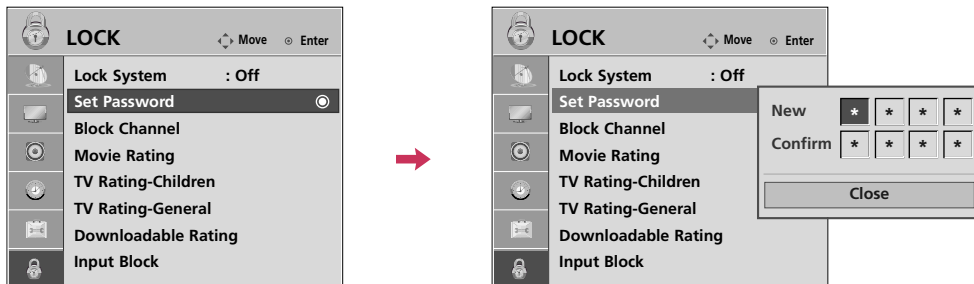 LOCK Move Enter
Lock System : Off
Set Password
Block Channel
Movie Rating
TV Rating-Children
TV Rating-General
Downloadable Rating
Input Block
LOCK Move Enter
Lock System : Off
Set Password
Block Channel
Movie Rating
TV Rating-Children
TV Rating-General
Downloadable Rating
Input Block
New * * * *
Confirm * * * *
Close